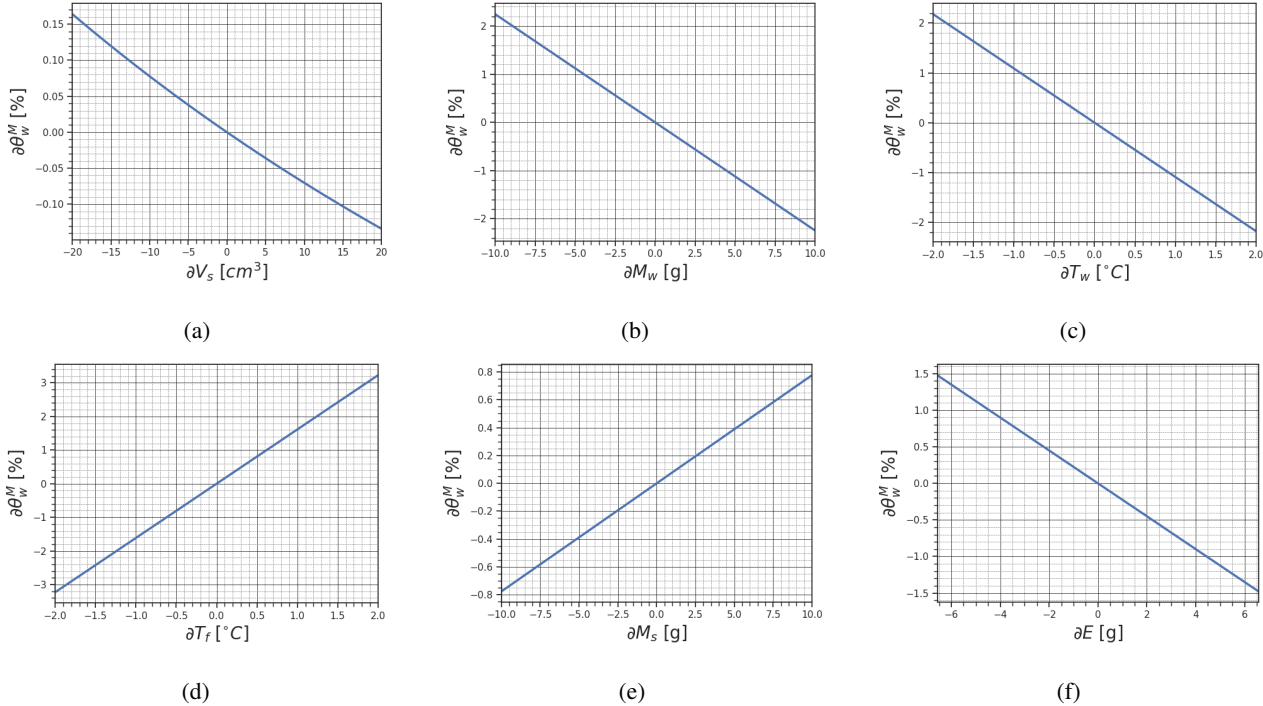 0.15
0.10
0.05
0.00
−0.05
−0.10
∂θ_w^M [%]
−20 −15 −10 −5 0 5 10 15 20
∂V_s [cm^3]
(a)
2
1
0
−1
−2
∂θ_w^M [%]
−10.0 −7.5 −5.0 −2.5 0.0 2.5 5.0 7.5 10.0
∂M_w [g]
(b)
2
1
0
−1
−2
∂θ_w^M [%]
−2.0 −1.5 −1.0 −0.5 0.0 0.5 1.0 1.5 2.0
∂T_w [°C]
(c)
3
2
1
0
−1
−2
−3
∂θ_w^M [%]
−2.0 −1.5 −1.0 −0.5 0.0 0.5 1.0 1.5 2.0
∂T_f [°C]
(d)
0.8
0.6
0.4
0.2
0.0
−0.2
−0.4
−0.6
−0.8
∂θ_w^M [%]
−10.0 −7.5 −5.0 −2.5 0.0 2.5 5.0 7.5 10.0
∂M_s [g]
(e)
1.5
1.0
0.5
0.0
−0.5
−1.0
−1.5
∂θ_w^M [%]
−6 −4 −2 0 2 4 6
∂E [g]
(f)